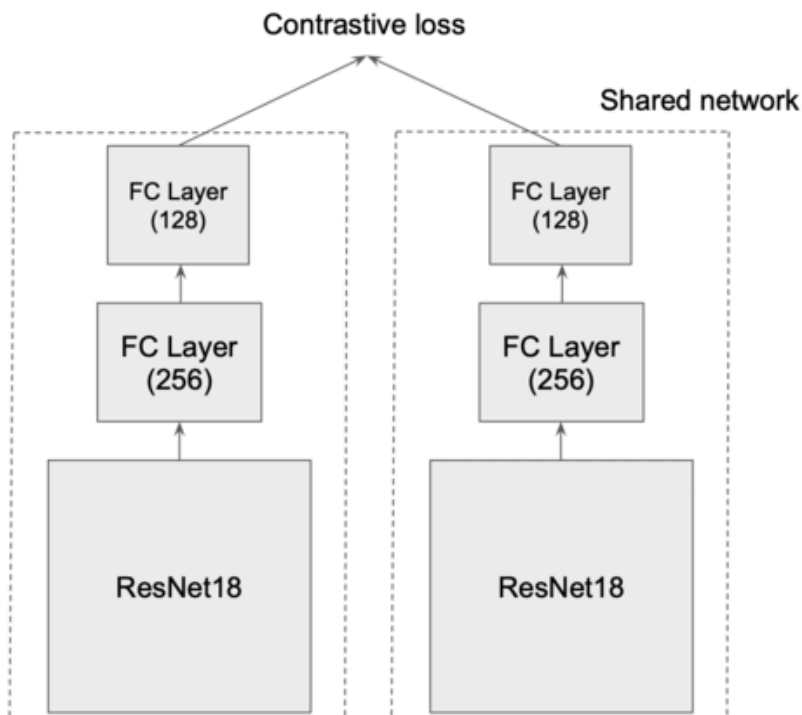 Contrastive loss
Shared network
FC Layer
(128)
FC Layer
(128)
FC Layer
(256)
FC Layer
(256)
ResNet18
ResNet18